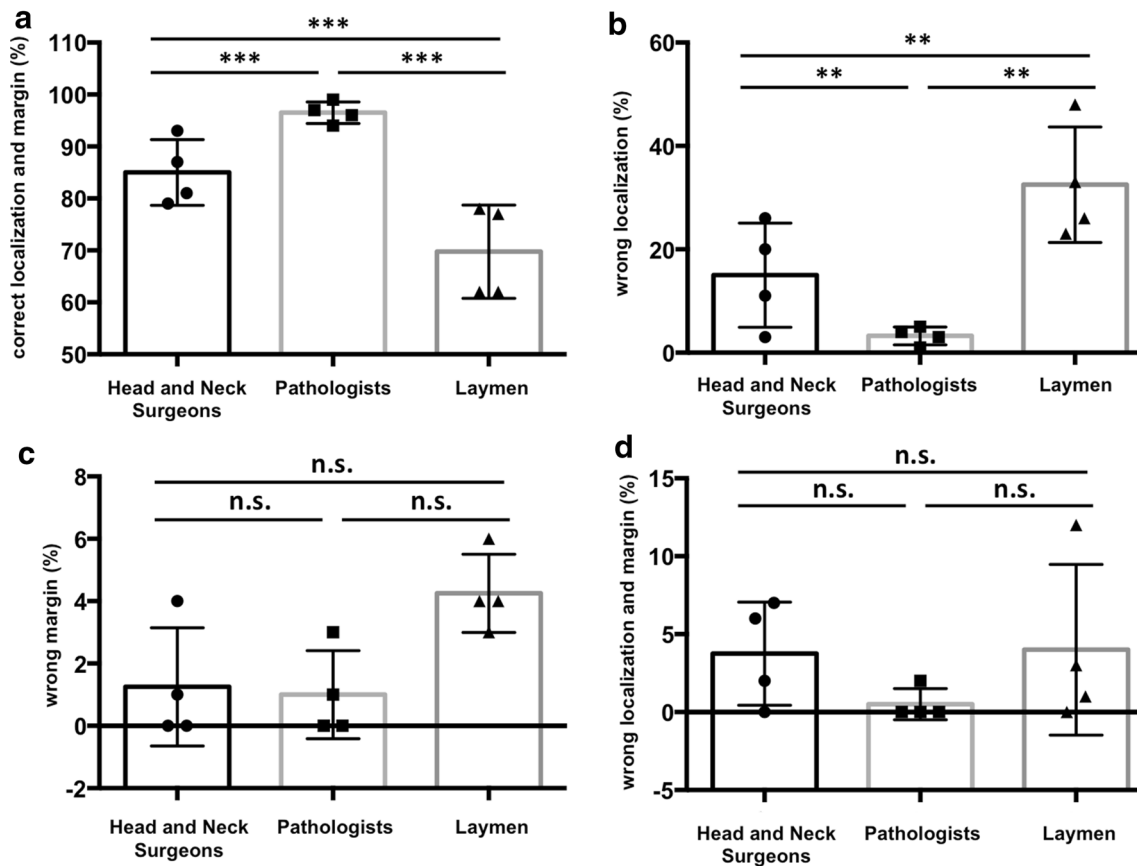 a
correct localization and margin (%)
110
100
90
80
70
60
50
***
***
***
Head and Neck
Surgeons
Pathologists
Laymen
b
wrong localization (%)
60
40
20
0
**
**
**
Head and Neck
Surgeons
Pathologists
Laymen
c
wrong margin (%)
8
6
4
2
0
-2
n.s.
n.s.
n.s.
Head and Neck
Surgeons
Pathologists
Laymen
d
wrong localization and margin (%)
15
10
5
0
-5
n.s.
n.s.
n.s.
Head and Neck
Surgeons
Pathologists
Laymen